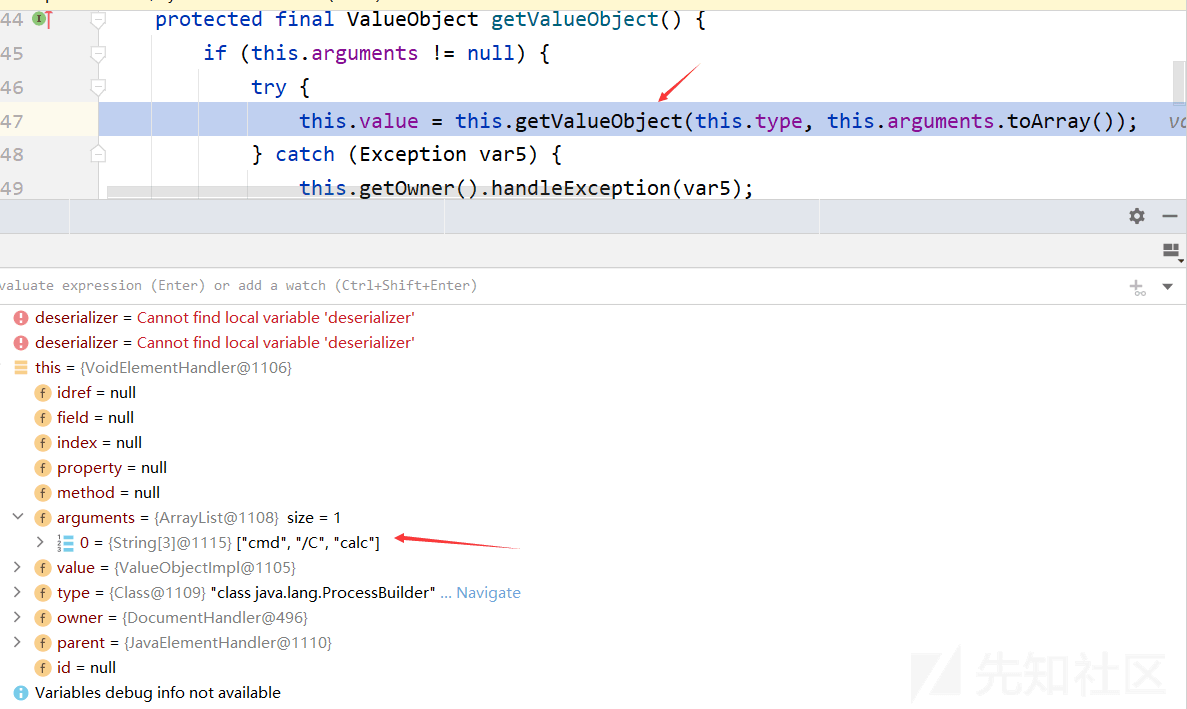 44 protected final ValueObject getValueObject() {
45 if (this.arguments != null) {
46 try {
47 this.value = this.getValueObject(this.type, this.arguments.toArray());
48 } catch (Exception var5) {
49 this.getOwner().handleException(var5);
valuate expression (Enter) or add a watch (Ctrl+Shift+Enter)
deserializer = Cannot find local variable 'deserializer'
deserializer = Cannot find local variable 'deserializer'
this = {VoidElementHandler@1106}
f idref = null
f field = null
f index = null
f property = null
f method = null
f arguments = {ArrayList@1108} size = 1
0 = {String[3]@1115} ["cmd", "/C", "calc"]
f value = {ValueObjectImpl@1105}
f type = {Class@1109} "class java.lang.ProcessBuilder" ... Navigate
f owner = {DocumentHandler@496}
f parent = {JavaElementHandler@1110}
f id = null
Variables debug info not available
先知社区